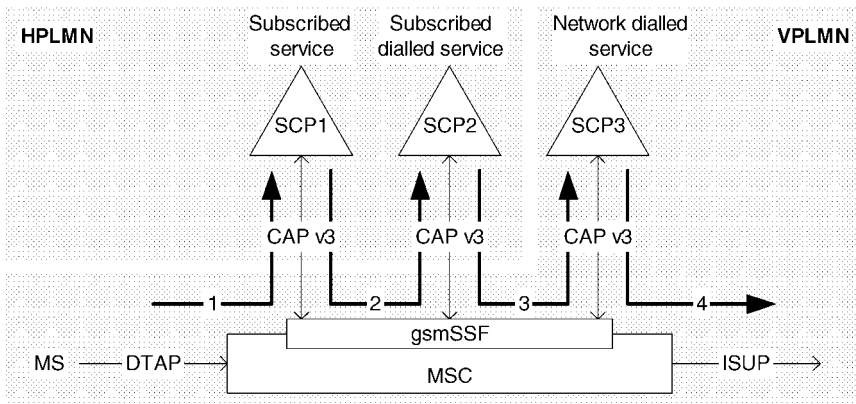 HPLMN
Subscribed
service
Subscribed
dialled service
Network dialled
service
VPLMN
SCP1
SCP2
SCP3
CAP v3
CAP v3
CAP v3
1
2
3
4
gsmSSF
MS
DTAP
MSC
ISUP